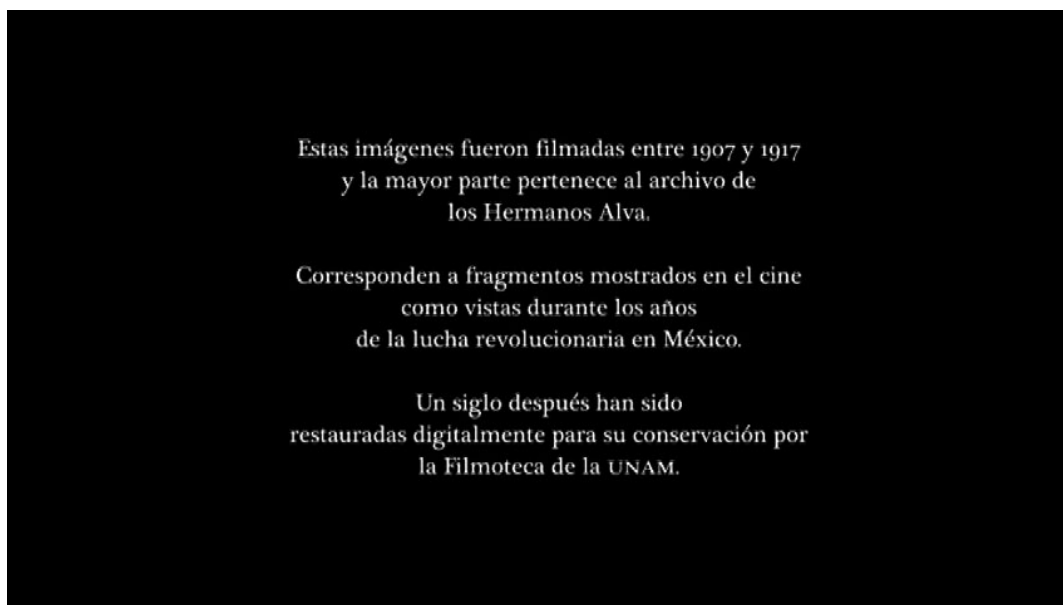 Estas imágenes fueron filmadas entre 1907 y 1917
y la mayor parte pertenece al archivo de
los Hermanos Alva.
Corresponden a fragmentos mostrados en el cine
como vistas durante los años
de la lucha revolucionaria en México.
Un siglo después han sido
restauradas digitalmente para su conservación por
la Filmoteca de la UNAM.